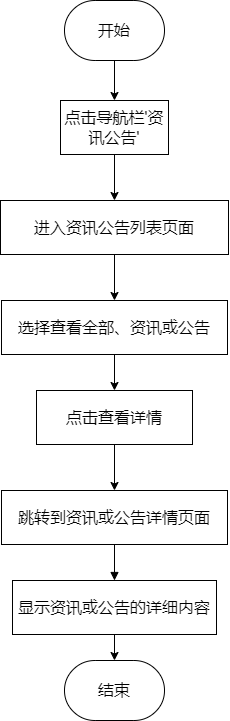 开始
点击导航栏'资
讯公告'
进入资讯公告列表页面
选择查看全部、资讯或公告
点击查看详情
跳转到资讯或公告详情页面
显示资讯或公告的详细内容
结束